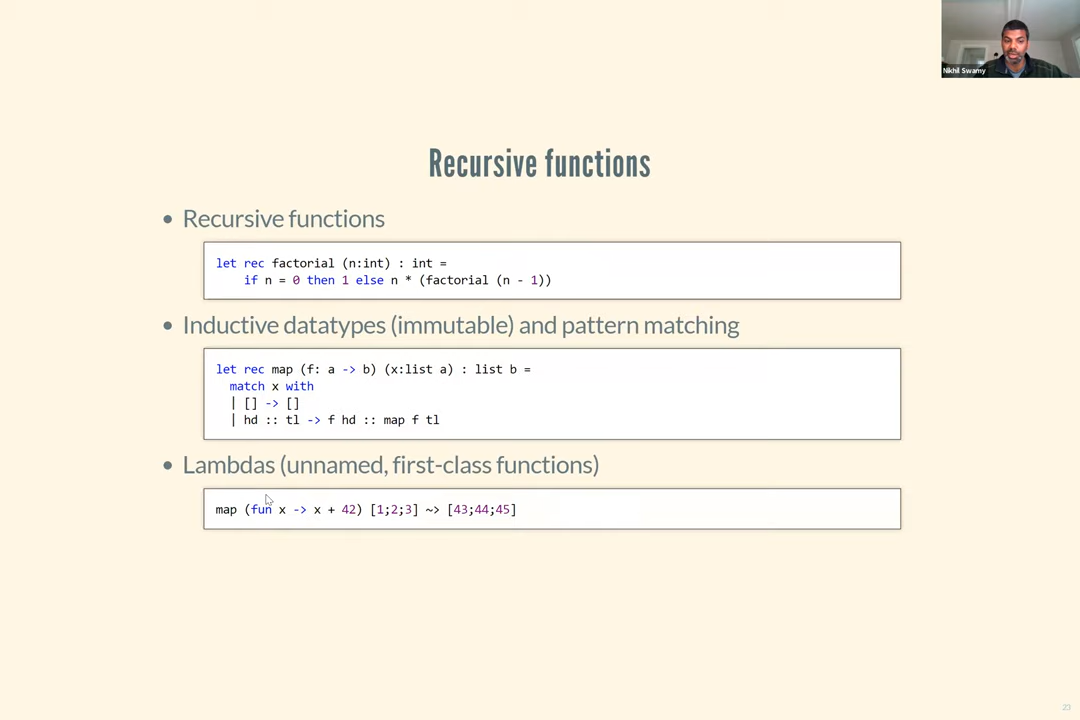 Nikhil Swamy
Recursive functions
• Recursive functions
let rec factorial (n:int) : int =
    if n = 0 then 1 else n * (factorial (n - 1))
• Inductive datatypes (immutable) and pattern matching
let rec map (f: a -> b) (x:list a) : list b =
  match x with
  | [] -> []
  | hd :: tl -> f hd :: map f tl
• Lambdas (unnamed, first-class functions)
map (fun x -> x + 42) [1;2;3] ~> [43;44;45]
23